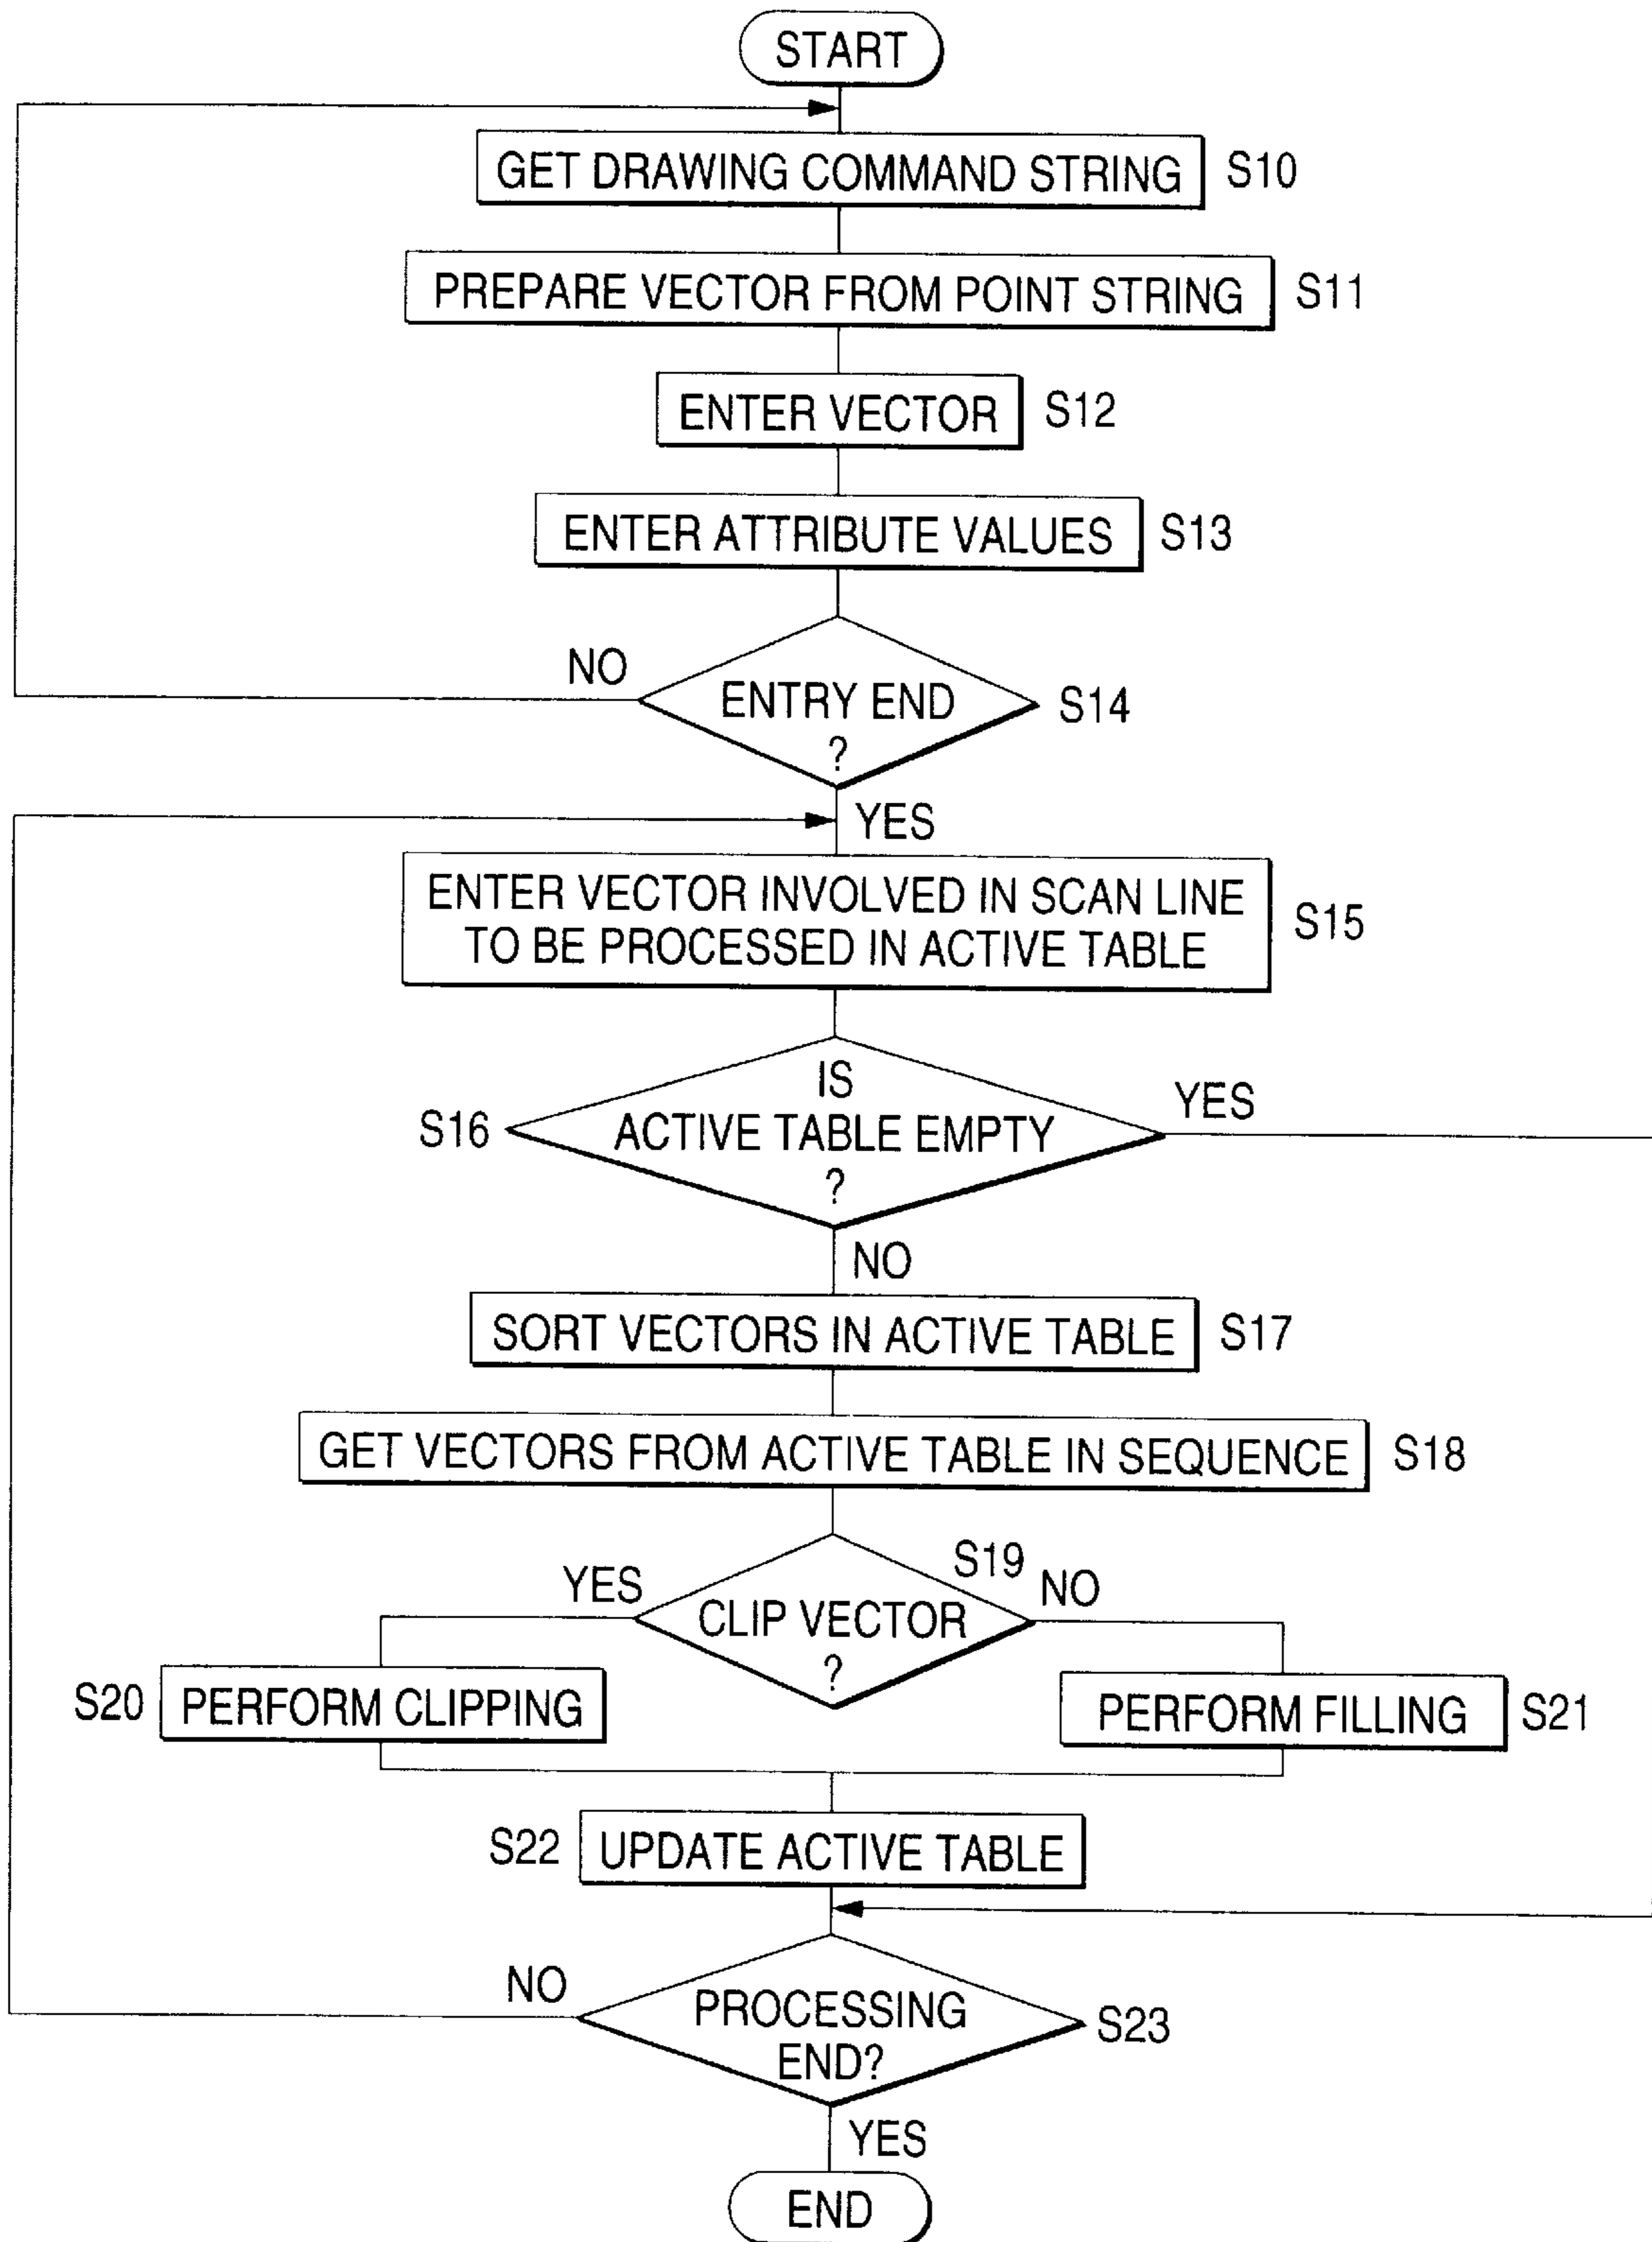 START
GET DRAWING COMMAND STRING S10
PREPARE VECTOR FROM POINT STRING S11
ENTER VECTOR S12
ENTER ATTRIBUTE VALUES S13
NO
ENTRY END S14
?
YES
ENTER VECTOR INVOLVED IN SCAN LINE
TO BE PROCESSED IN ACTIVE TABLE
S15
IS
S16 ACTIVE TABLE EMPTY YES
?
NO
SORT VECTORS IN ACTIVE TABLE S17
GET VECTORS FROM ACTIVE TABLE IN SEQUENCE S18
S19
YES CLIP VECTOR NO
?
S20 PERFORM CLIPPING
PERFORM FILLING S21
S22 UPDATE ACTIVE TABLE
NO
PROCESSING
END?
S23
YES
END